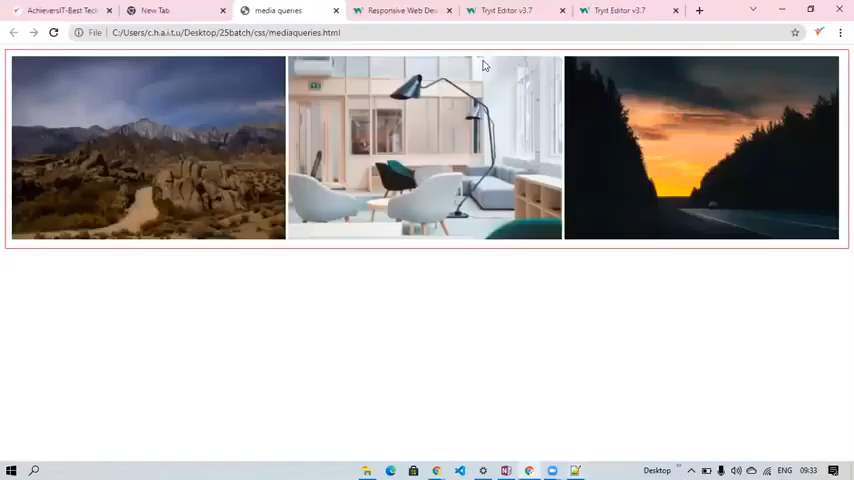 AchieversIT-Best Tech
New Tab
media queries
Responsive Web Des
Tryit Editor v3.7
Tryit Editor v3.7
File
C:/Users/c.h.a.i.t.u/Desktop/25batch/css/mediaqueries.html
Desktop
ENG
09:33